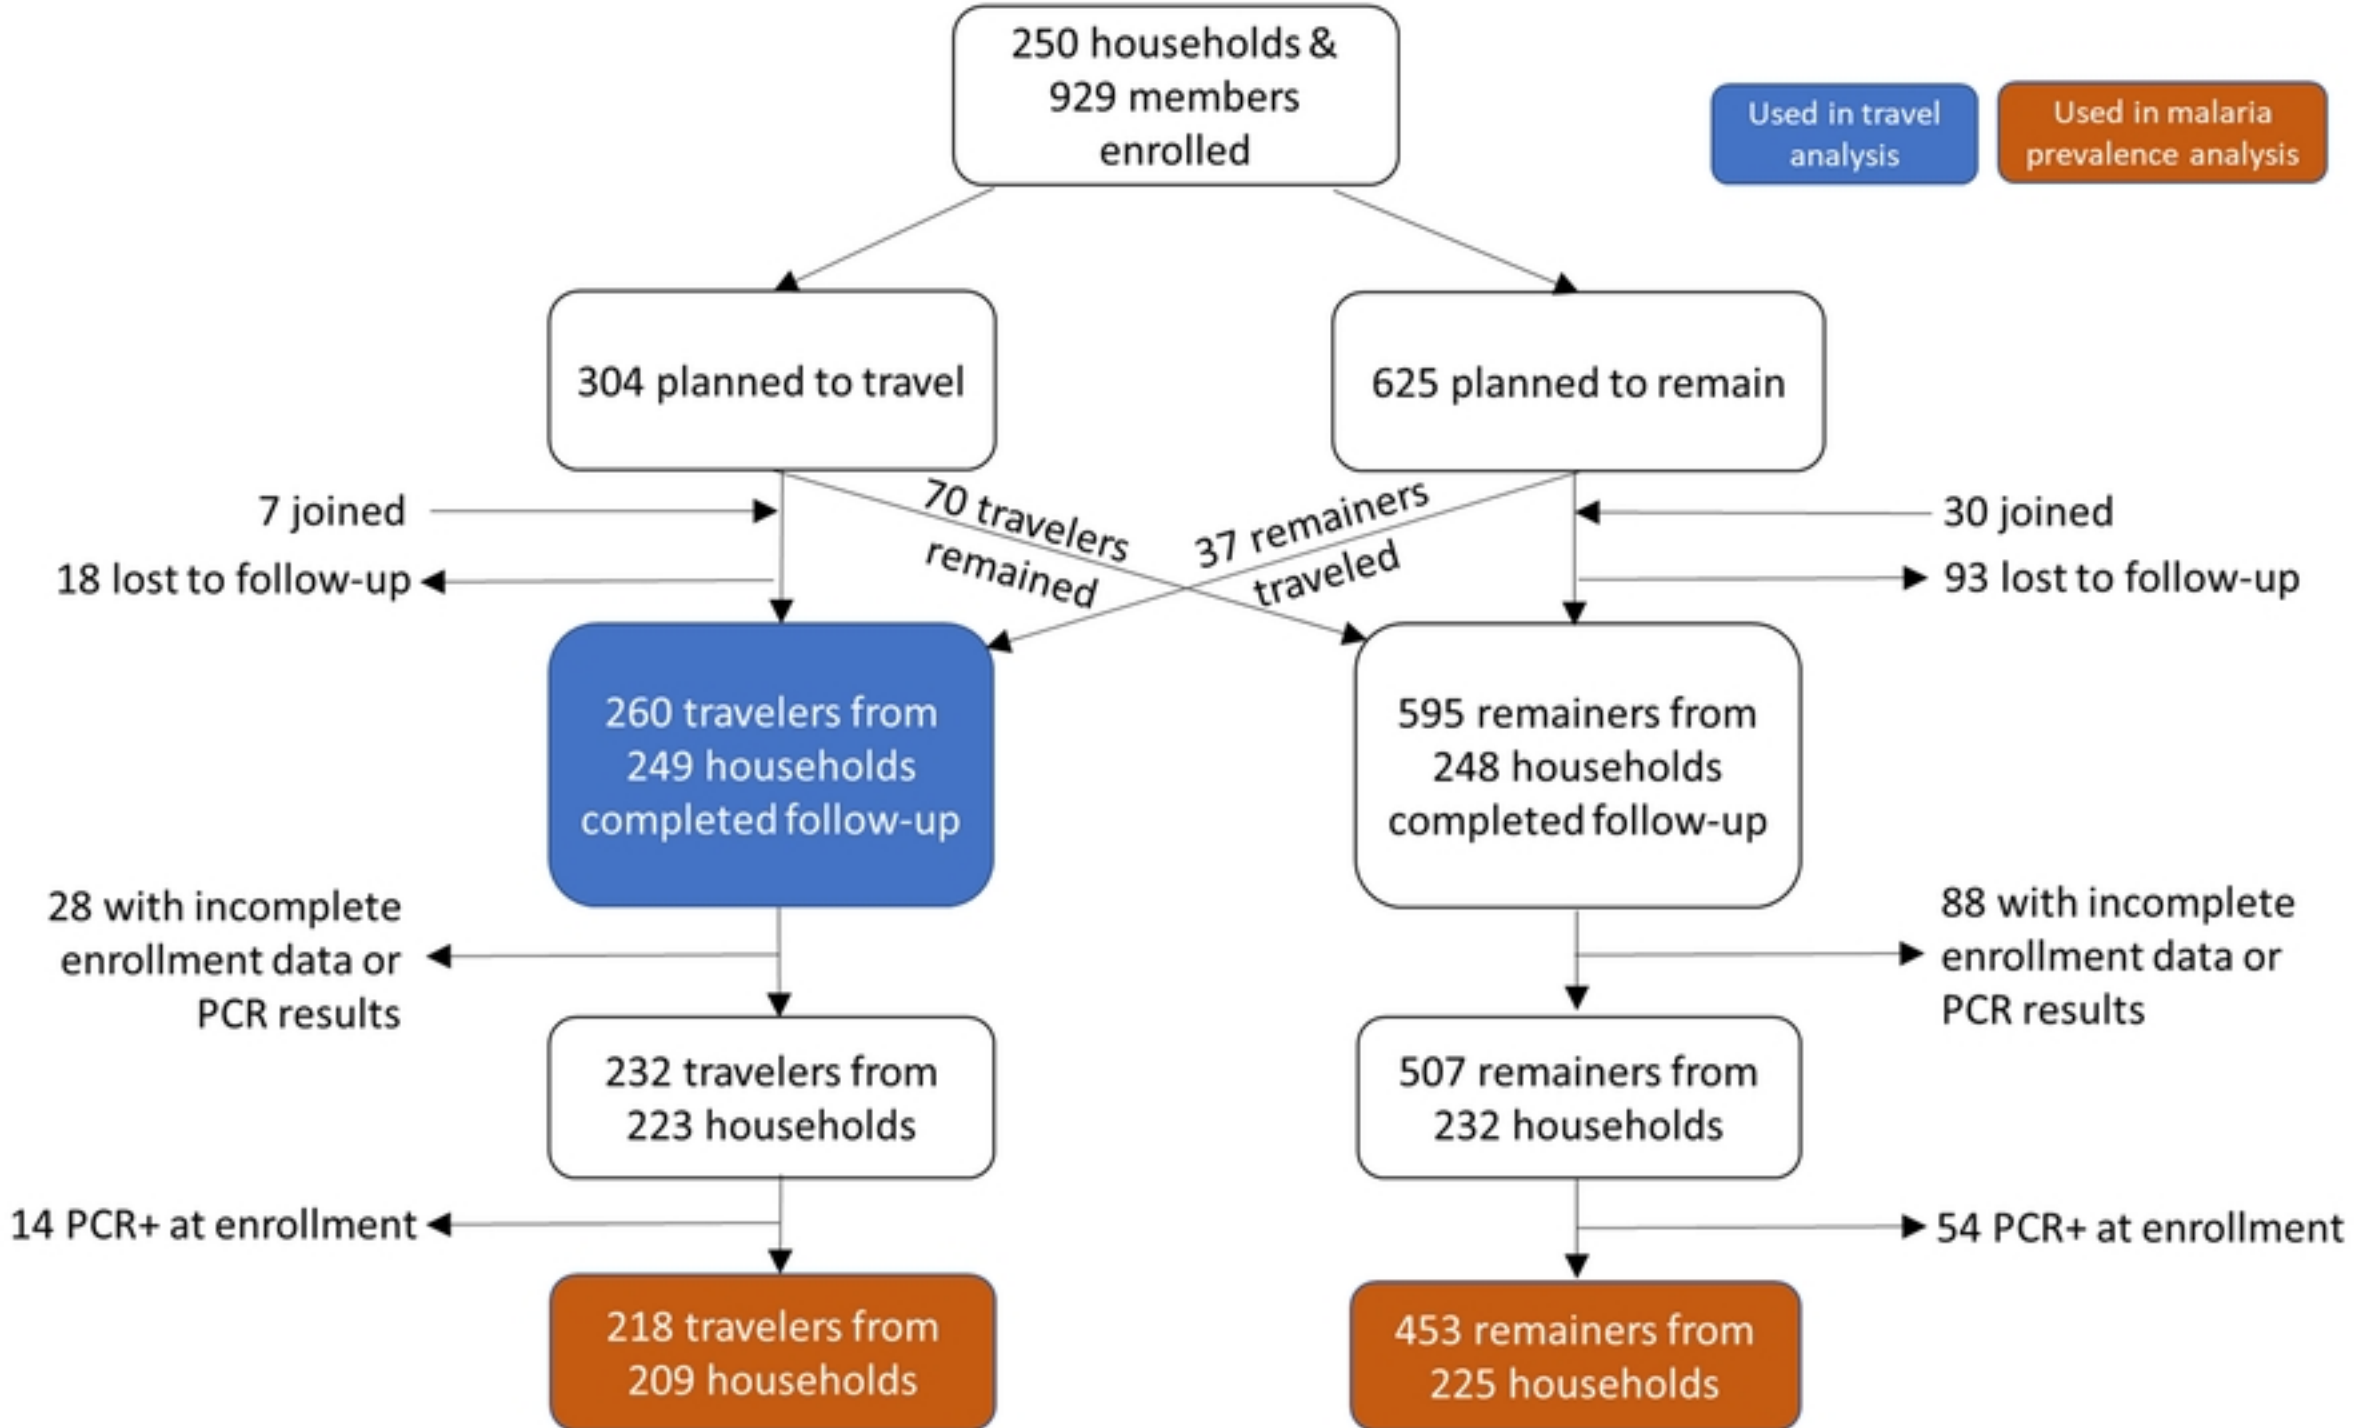 250 households &
929 members
enrolled
Used in travel
analysis
Used in malaria
prevalence analysis
304 planned to travel
625 planned to remain
7 joined
18 lost to follow-up
70 travelers
remained
37 remainers
traveled
30 joined
93 lost to follow-up
260 travelers from
249 households
completed follow-up
595 remainers from
248 households
completed follow-up
28 with incomplete
enrollment data or
PCR results
88 with incomplete
enrollment data or
PCR results
232 travelers from
223 households
507 remainers from
232 households
14 PCR+ at enrollment
54 PCR+ at enrollment
218 travelers from
209 households
453 remainers from
225 households